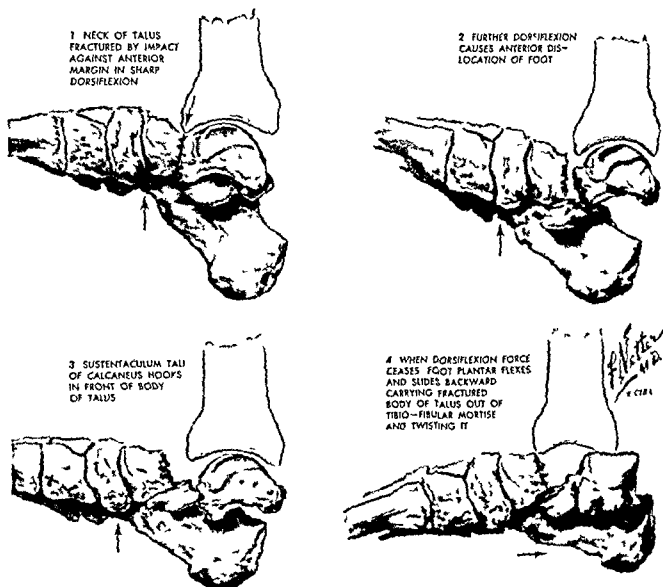 1 NECK OF TALUS
FRACTURED BY IMPACT
AGAINST ANTERIOR
MARGIN IN SHARP
DORSIFLEXION
2 FURTHER DORSIFLEXION
CAUSES ANTERIOR DIS-
LOCATION OF FOOT
3 SUSTENTACULUM TALI
OF CALCANEUS HOOKS
IN FRONT OF BODY
OF TALUS
4 WHEN DORSIFLEXION FORCE
CEASES FOOT PLANTAR FLEXES
AND SLIDES BACKWARD
CARRYING FRACTURED
BODY OF TALUS OUT OF
TIBIO-FIBULAR MORTISE
AND TWISTING IT
F. Netter
M.D.
CIBA